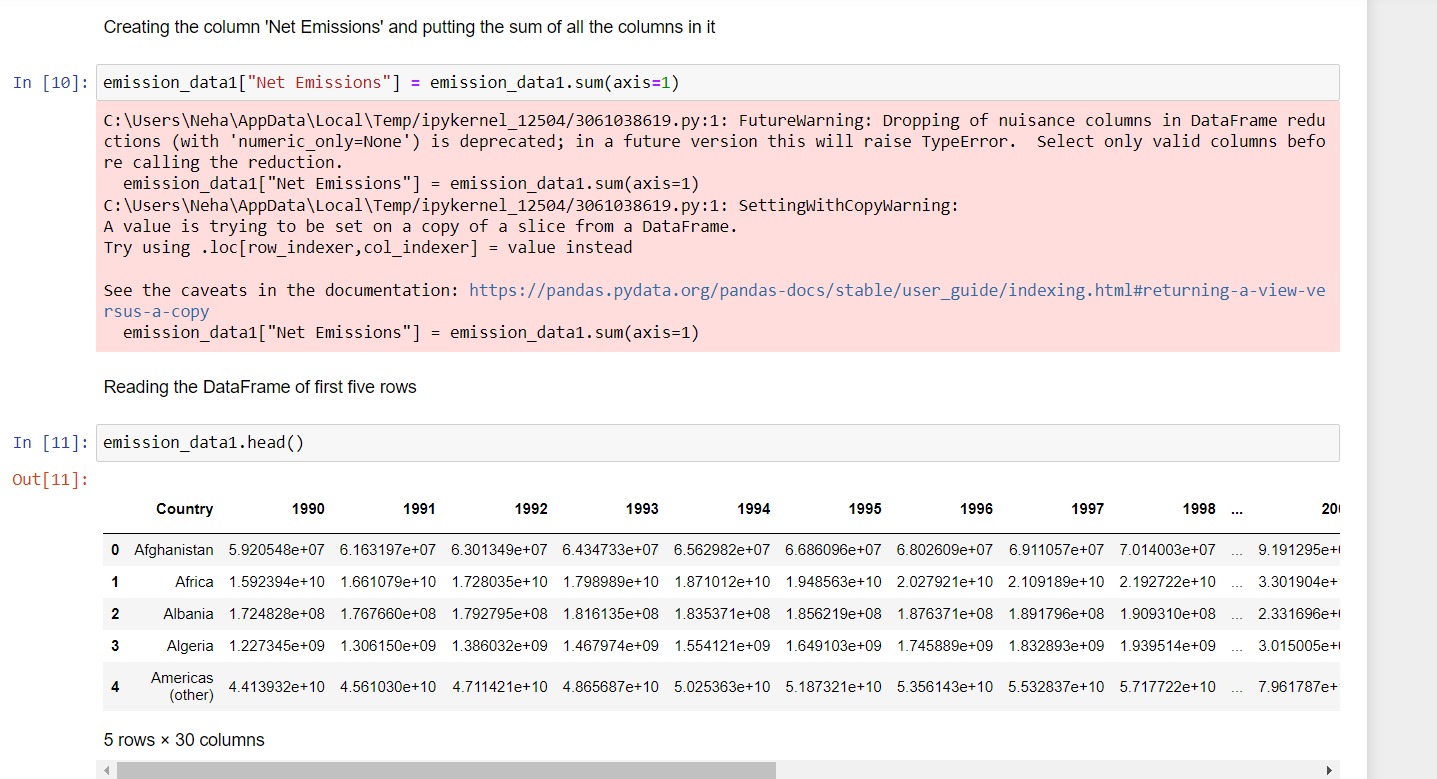 Creating the column 'Net Emissions' and putting the sum of all the columns in it
In [10]: emission_data1["Net Emissions"] = emission_data1.sum(axis=1)
C:\Users\Neha\AppData\Local\Temp/ipykernel_12504/3061038619.py:1: FutureWarning: Dropping of nuisance columns in DataFrame redu
ctions (with 'numeric_only=None') is deprecated; in a future version this will raise TypeError.  Select only valid columns befo
re calling the reduction.
  emission_data1["Net Emissions"] = emission_data1.sum(axis=1)
C:\Users\Neha\AppData\Local\Temp/ipykernel_12504/3061038619.py:1: SettingWithCopyWarning:
A value is trying to be set on a copy of a slice from a DataFrame.
Try using .loc[row_indexer,col_indexer] = value instead
See the caveats in the documentation: https://pandas.pydata.org/pandas-docs/stable/user_guide/indexing.html#returning-a-view-ve
rsus-a-copy
  emission_data1["Net Emissions"] = emission_data1.sum(axis=1)
Reading the DataFrame of first five rows
In [11]: emission_data1.head()
Out[11]:
Country 1990 1991 1992 1993 1994 1995 1996 1997 1998 ... 20
0 Afghanistan 5.920548e+07 6.163197e+07 6.301349e+07 6.434733e+07 6.562982e+07 6.686096e+07 6.802609e+07 6.911057e+07 7.014003e+07 ... 9.191295e+
1 Africa 1.592394e+10 1.661079e+10 1.728035e+10 1.798989e+10 1.871012e+10 1.948563e+10 2.027921e+10 2.109189e+10 2.192722e+10 ... 3.301904e+
2 Albania 1.724828e+08 1.767660e+08 1.792795e+08 1.816135e+08 1.835371e+08 1.856219e+08 1.876371e+08 1.891796e+08 1.909310e+08 ... 2.331696e+
3 Algeria 1.227345e+09 1.306150e+09 1.386032e+09 1.467974e+09 1.554121e+09 1.649103e+09 1.745889e+09 1.832893e+09 1.939514e+09 ... 3.015005e+
4 Americas (other) 4.413932e+10 4.561030e+10 4.711421e+10 4.865687e+10 5.025363e+10 5.187321e+10 5.356143e+10 5.532837e+10 5.717722e+10 ... 7.961787e+
5 rows × 30 columns